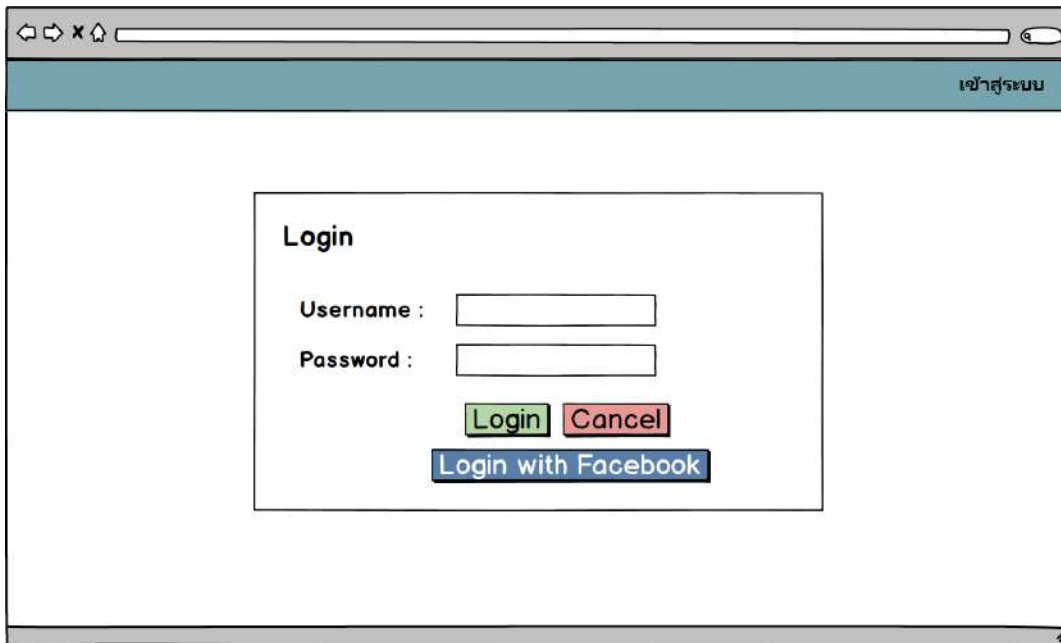 เข้าสู่ระบบ
Login
Username :
Password :
Login Cancel
Login with Facebook